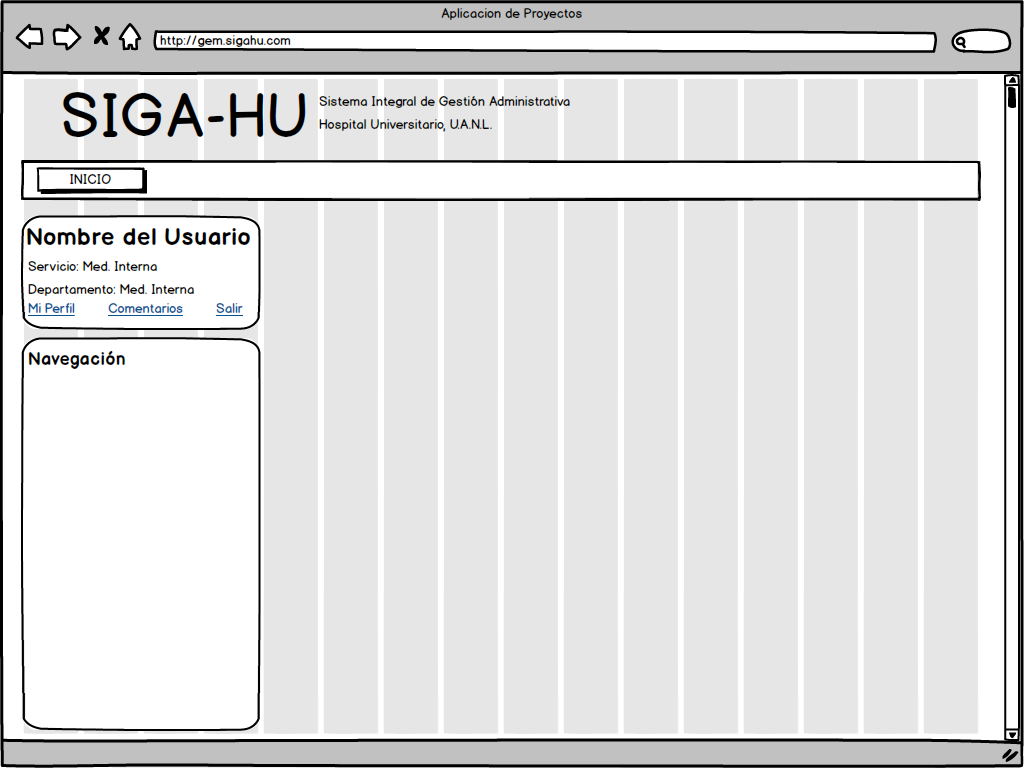 Aplicacion de Proyectos
http://gem.sigahu.com
SIGA-HU
Sistema Integral de Gestión Administrativa
Hospital Universitario, U.A.N.L.
INICIO
Nombre del Usuario
Servicio: Med. Interna
Departamento: Med. Interna
Mi Perfil Comentarios Salir
Navegación